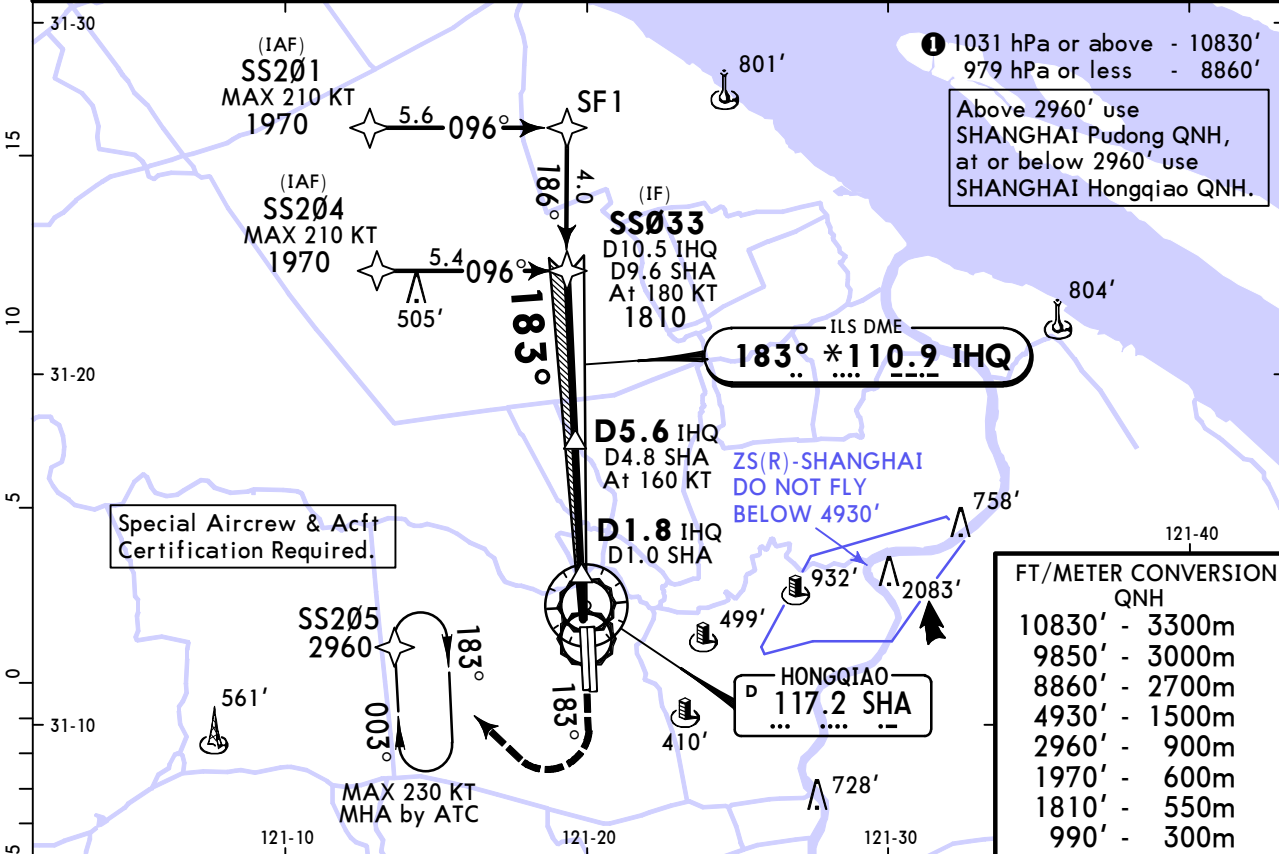 31-30
(IAF)
SS2Ø1
MAX 210 KT
1970
5.6
096°
SF1
801'
❶ 1031 hPa or above - 10830'
979 hPa or less - 8860'
Above 2960' use
SHANGHAI Pudong QNH,
at or below 2960' use
SHANGHAI Hongqiao QNH.
15
(IAF)
SS2Ø4
MAX 210 KT
1970
5.4
096°
505'
186°
4.0
(IF)
SSØ33
D10.5 IHQ
D9.6 SHA
At 180 KT
1810
183°
804'
10
ILS DME
183° *110.9 IHQ
31-20
D5.6 IHQ
D4.8 SHA
At 160 KT
ZS(R)-SHANGHAI
DO NOT FLY
BELOW 4930'
758'
5
Special Aircrew & Acft
Certification Required.
D1.8 IHQ
D1.0 SHA
121-40
932'
2083'
499'
SS2Ø5
2960
183°
003°
MAX 230 KT
MHA by ATC
183°
0
HONGQIAO
D 117.2 SHA
561'
31-10
410'
728'
121-10
121-20
121-30
5
FT/METER CONVERSION
QNH
10830' - 3300m
9850' - 3000m
8860' - 2700m
4930' - 1500m
2960' - 900m
1970' - 600m
1810' - 550m
990' - 300m